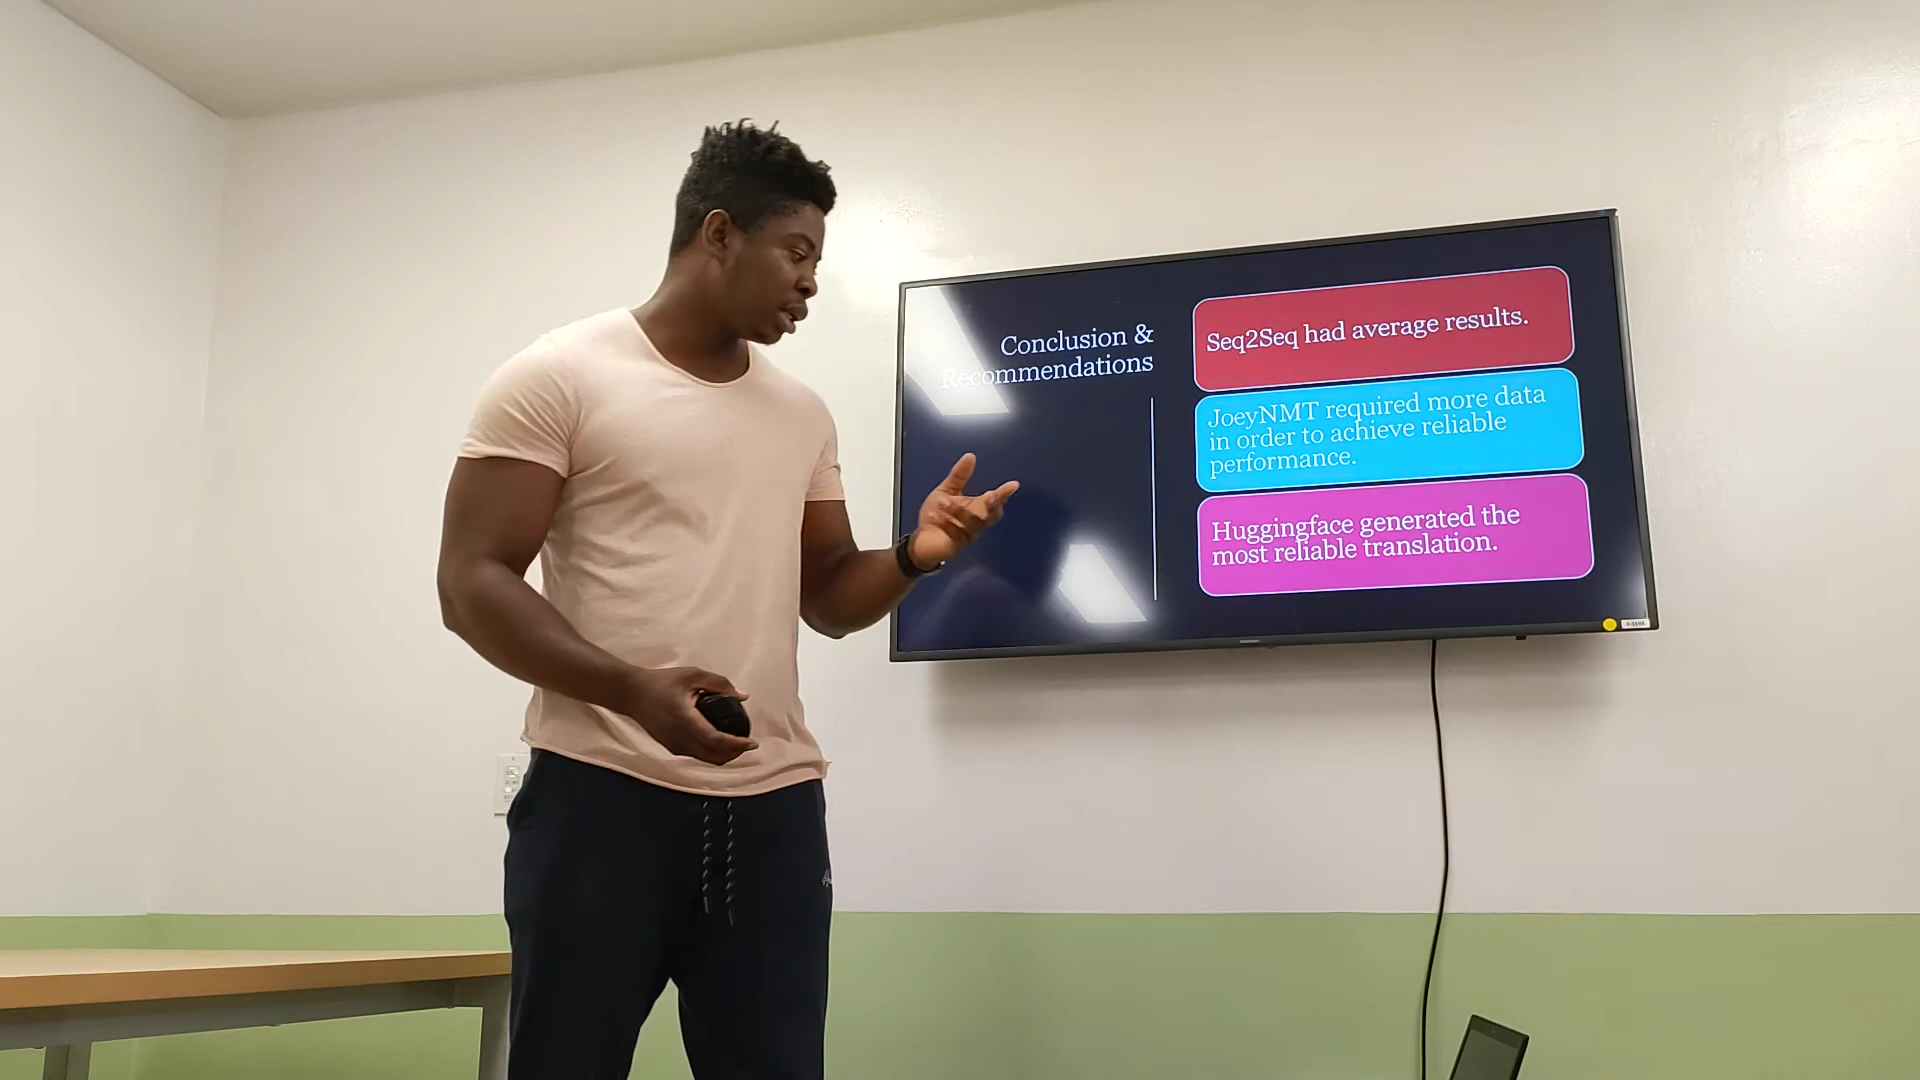 Conclusion &
Recommendations
Seq2Seq had average results.
JoeyNMT required more data
in order to achieve reliable
performance.
Huggingface generated the
most reliable translation.